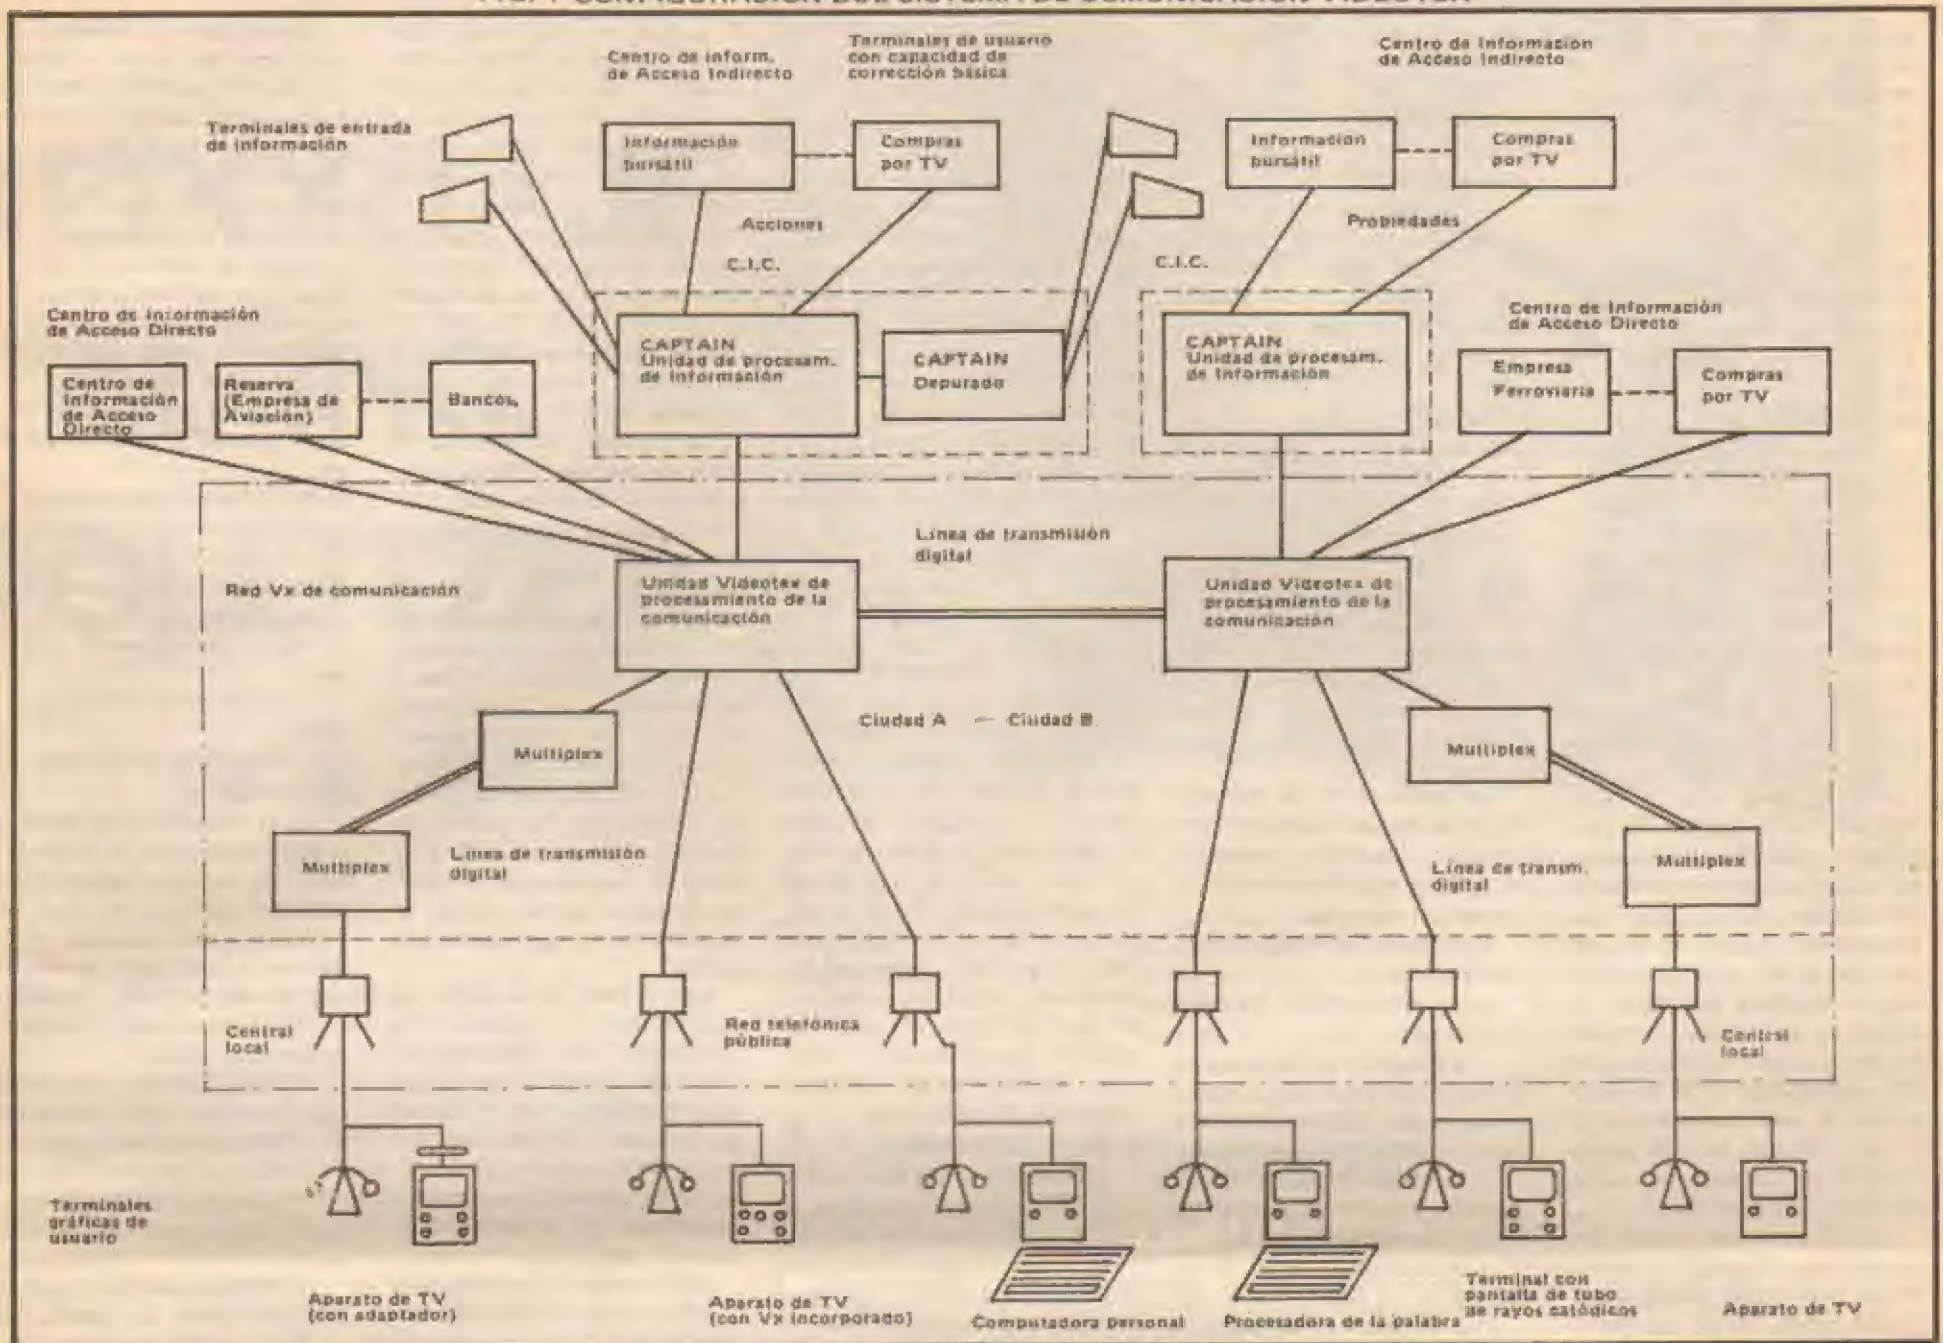 Centro de inform.
de Acceso Indirecto
Terminales de usuario
con capacidad de
corrección básica
Centro de Información
de Acceso Indirecto
Terminales de entrada
de información
Información
bursátil
Compras
por TV
Información
bursátil
Compras
por TV
Acciones
Propiedades
C.I.C.
C.I.C.
Centro de Información
de Acceso Directo
Centro de Información
de Acceso Directo
Centro de
Información
de Acceso
Directo
Reserva
(Empresa de
Aviación)
Bancos
CAPTAIN
Unidad de procesam.
de información
CAPTAIN
Depurado
CAPTAIN
Unidad de procesam.
de Información
Empresa
Ferroviaria
Compras
por TV
Línea de transmisión
digital
Red Vx de comunicación
Unidad Videotex de
procesamiento de la
comunicación
Unidad Videotex de
procesamiento de la
comunicación
Multiplex
Ciudad A — Ciudad B
Multiplex
Multiplex
Línea de transmisión
digital
Línea de transm.
digital
Multiplex
Central
local
Red telefónica
pública
Central
local
Terminales
gráficas de
usuario
Aparato de TV
(con adaptador)
Aparato de TV
(con Vx incorporado)
Computadora personal
Procesadora de la palabra
Terminal con
pantalla de tubo
de rayos catódicos
Aparato de TV